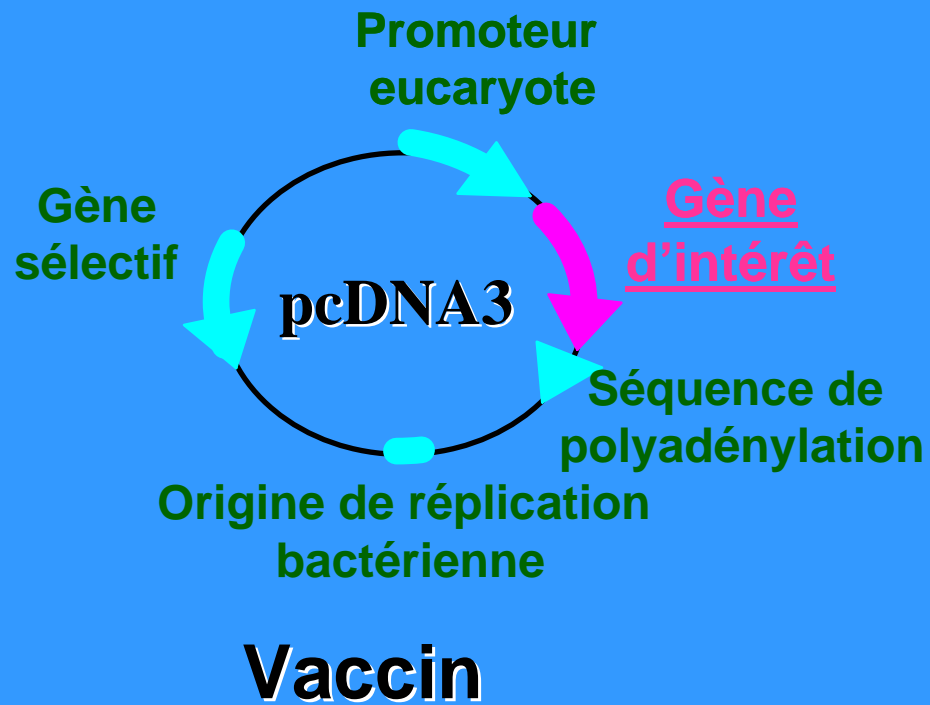 Promoteur
eucaryote
Gène
sélectif
Gène
d'intérêt
pcDNA3
Séquence de
polyadénylation
Origine de réplication
bactérienne
Vaccin